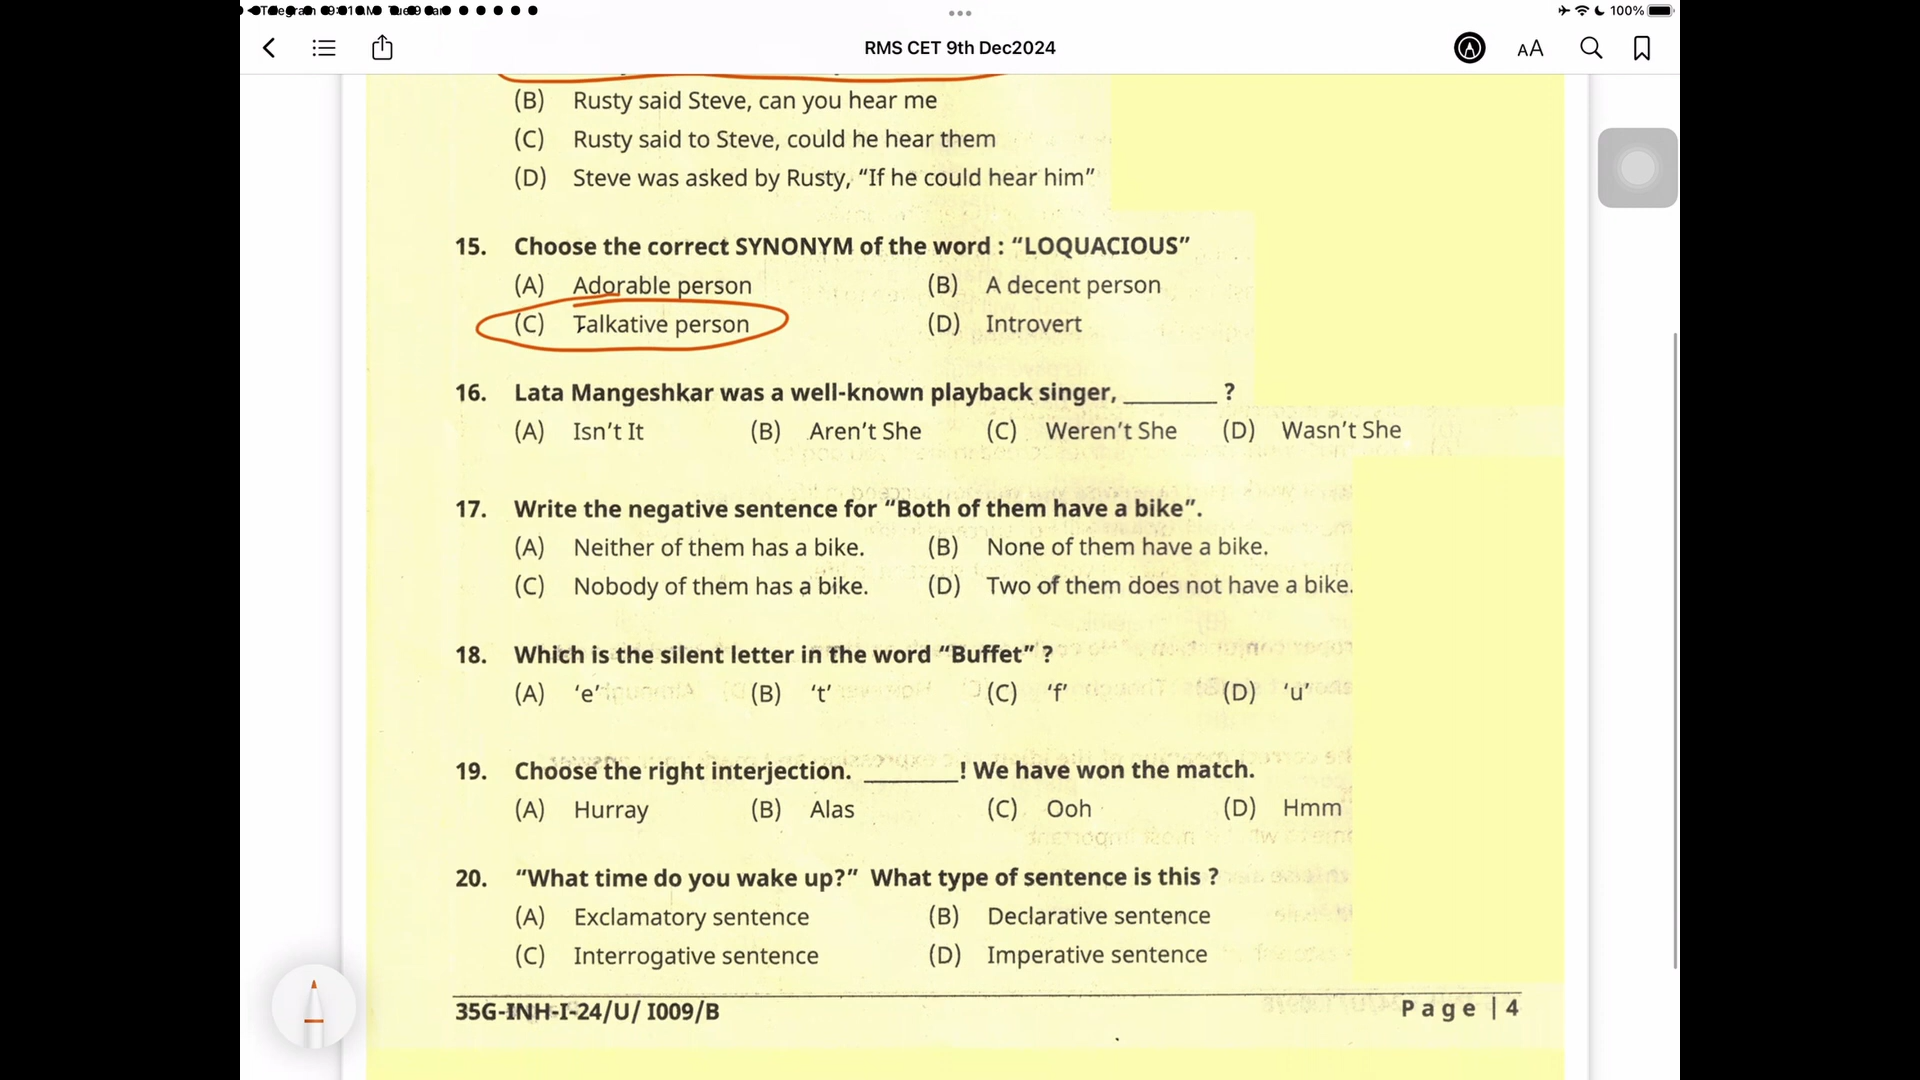 100%
RMS CET 9th Dec2024
AA
(B) Rusty said Steve, can you hear me
(C) Rusty said to Steve, could he hear them
(D) Steve was asked by Rusty, “If he could hear him”
15. Choose the correct SYNONYM of the word : “LOQUACIOUS”
(A) Adorable person (B) A decent person
(C) Talkative person (D) Introvert
16. Lata Mangeshkar was a well-known playback singer, ________ ?
(A) Isn’t It (B) Aren’t She (C) Weren’t She (D) Wasn’t She
17. Write the negative sentence for “Both of them have a bike”.
(A) Neither of them has a bike. (B) None of them have a bike.
(C) Nobody of them has a bike. (D) Two of them does not have a bike.
18. Which is the silent letter in the word “Buffet” ?
(A) ‘e’ (B) ‘t’ (C) ‘f’ (D) ‘u’
19. Choose the right interjection. ________! We have won the match.
(A) Hurray (B) Alas (C) Ooh (D) Hmm
20. “What time do you wake up?” What type of sentence is this ?
(A) Exclamatory sentence (B) Declarative sentence
(C) Interrogative sentence (D) Imperative sentence
35G-INH-I-24/U/ I009/B Page | 4